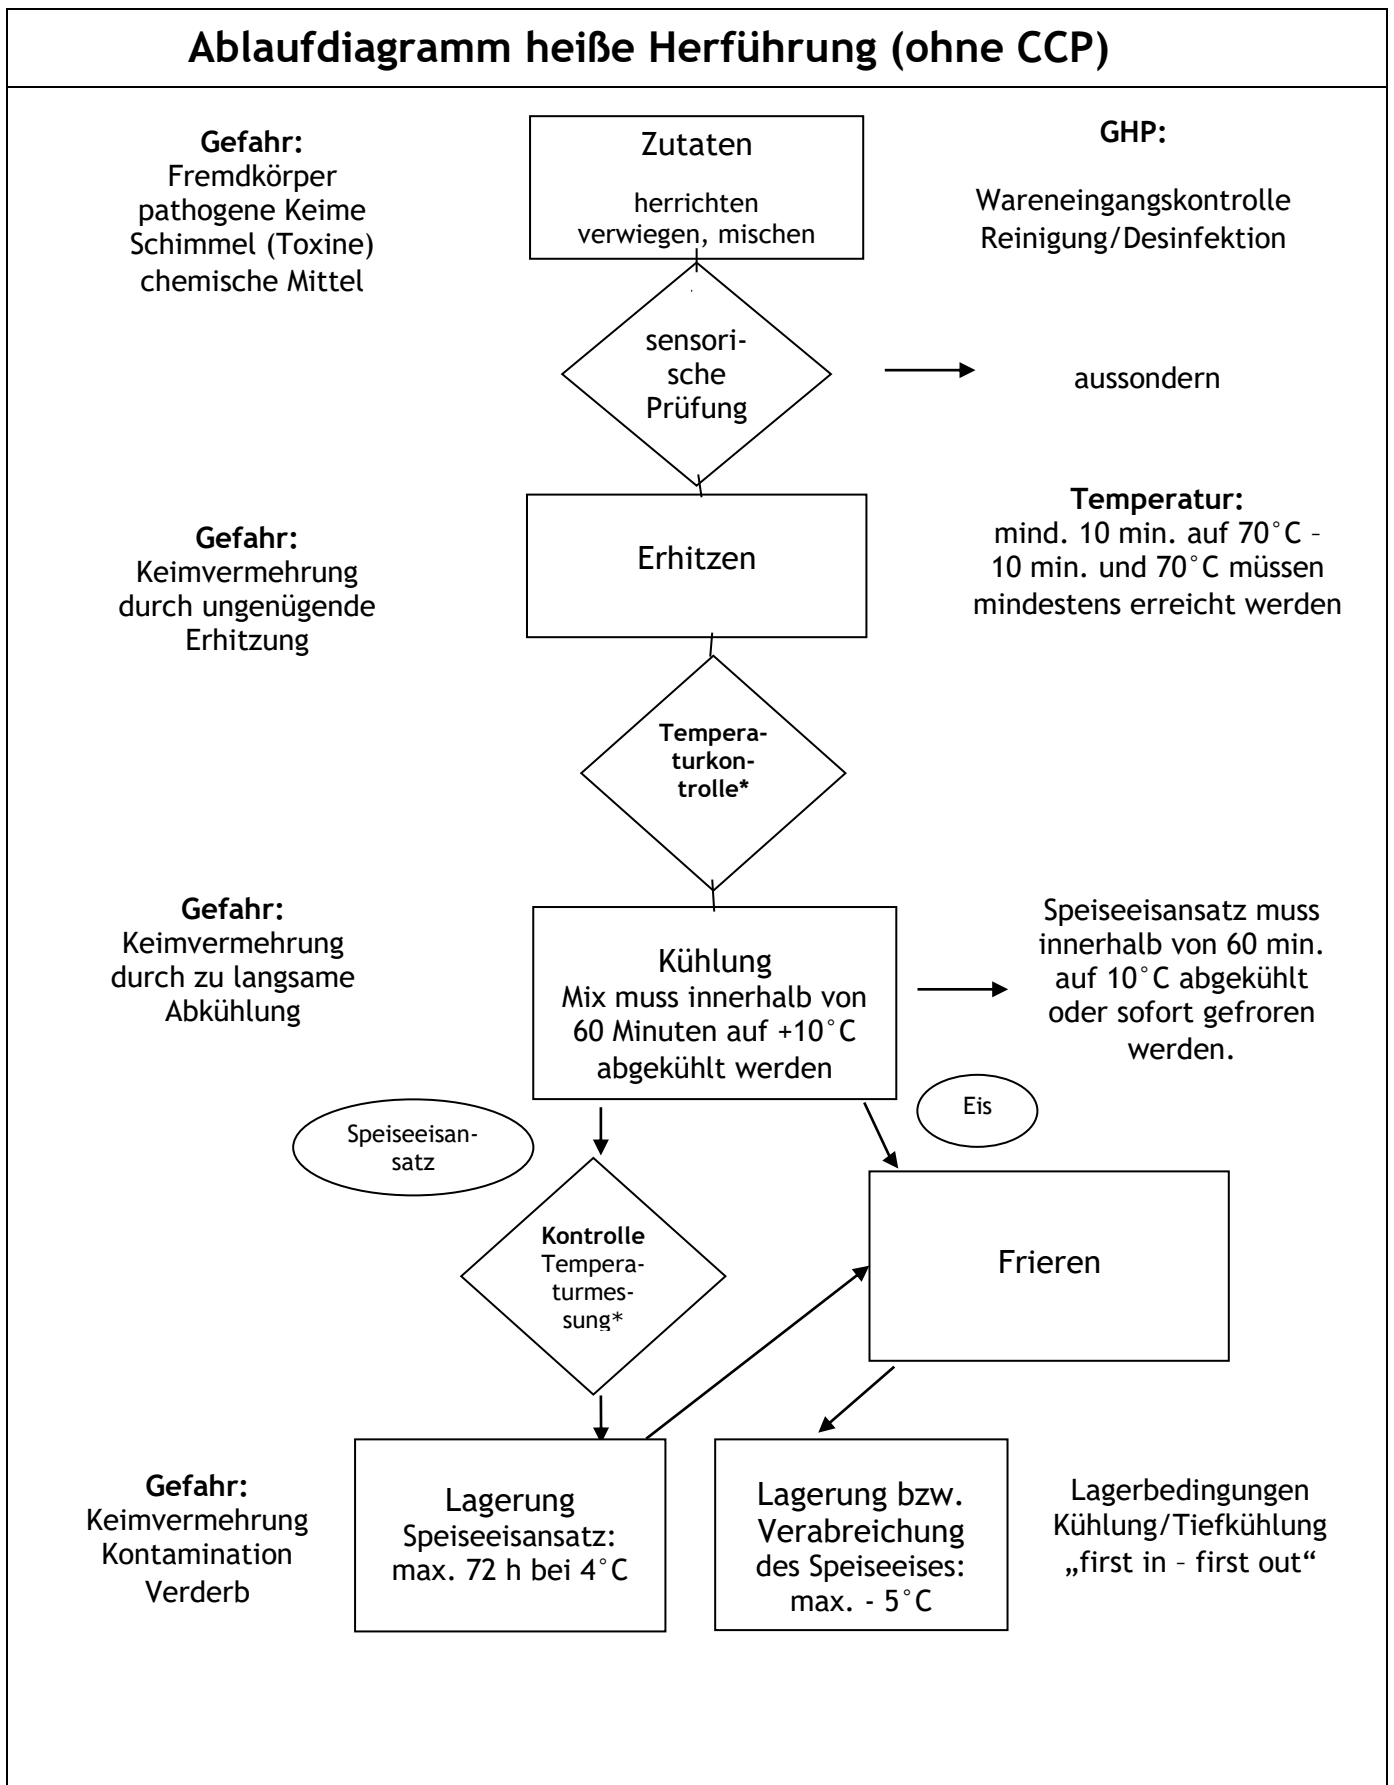 Ablaufdiagramm heiße Herführung (ohne CCP)
Gefahr:
Fremdkörper
pathogene Keime
Schimmel (Toxine)
chemische Mittel
Zutaten
herrichten
verwiegen, mischen
GHP:
Wareneingangskontrolle
Reinigung/Desinfektion
sensori-
sche
Prüfung
aussondern
Gefahr:
Keimvermehrung
durch ungenügende
Erhitzung
Erhitzen
Temperatur:
mind. 10 min. auf 70°C –
10 min. und 70°C müssen
mindestens erreicht werden
Tempera-
turkon-
trolle*
Gefahr:
Keimvermehrung
durch zu langsame
Abkühlung
Kühlung
Mix muss innerhalb von
60 Minuten auf +10°C
abgekühlt werden
Speiseeisansatz muss
innerhalb von 60 min.
auf 10°C abgekühlt
oder sofort gefroren
werden.
Speiseeisan-
satz
Eis
Kontrolle
Tempera-
turmes-
sung*
Frieren
Gefahr:
Keimvermehrung
Kontamination
Verderb
Lagerung
Speiseeisansatz:
max. 72 h bei 4°C
Lagerung bzw.
Verabreichung
des Speiseeises:
max. - 5°C
Lagerbedingungen
Kühlung/Tiefkühlung
„first in – first out“